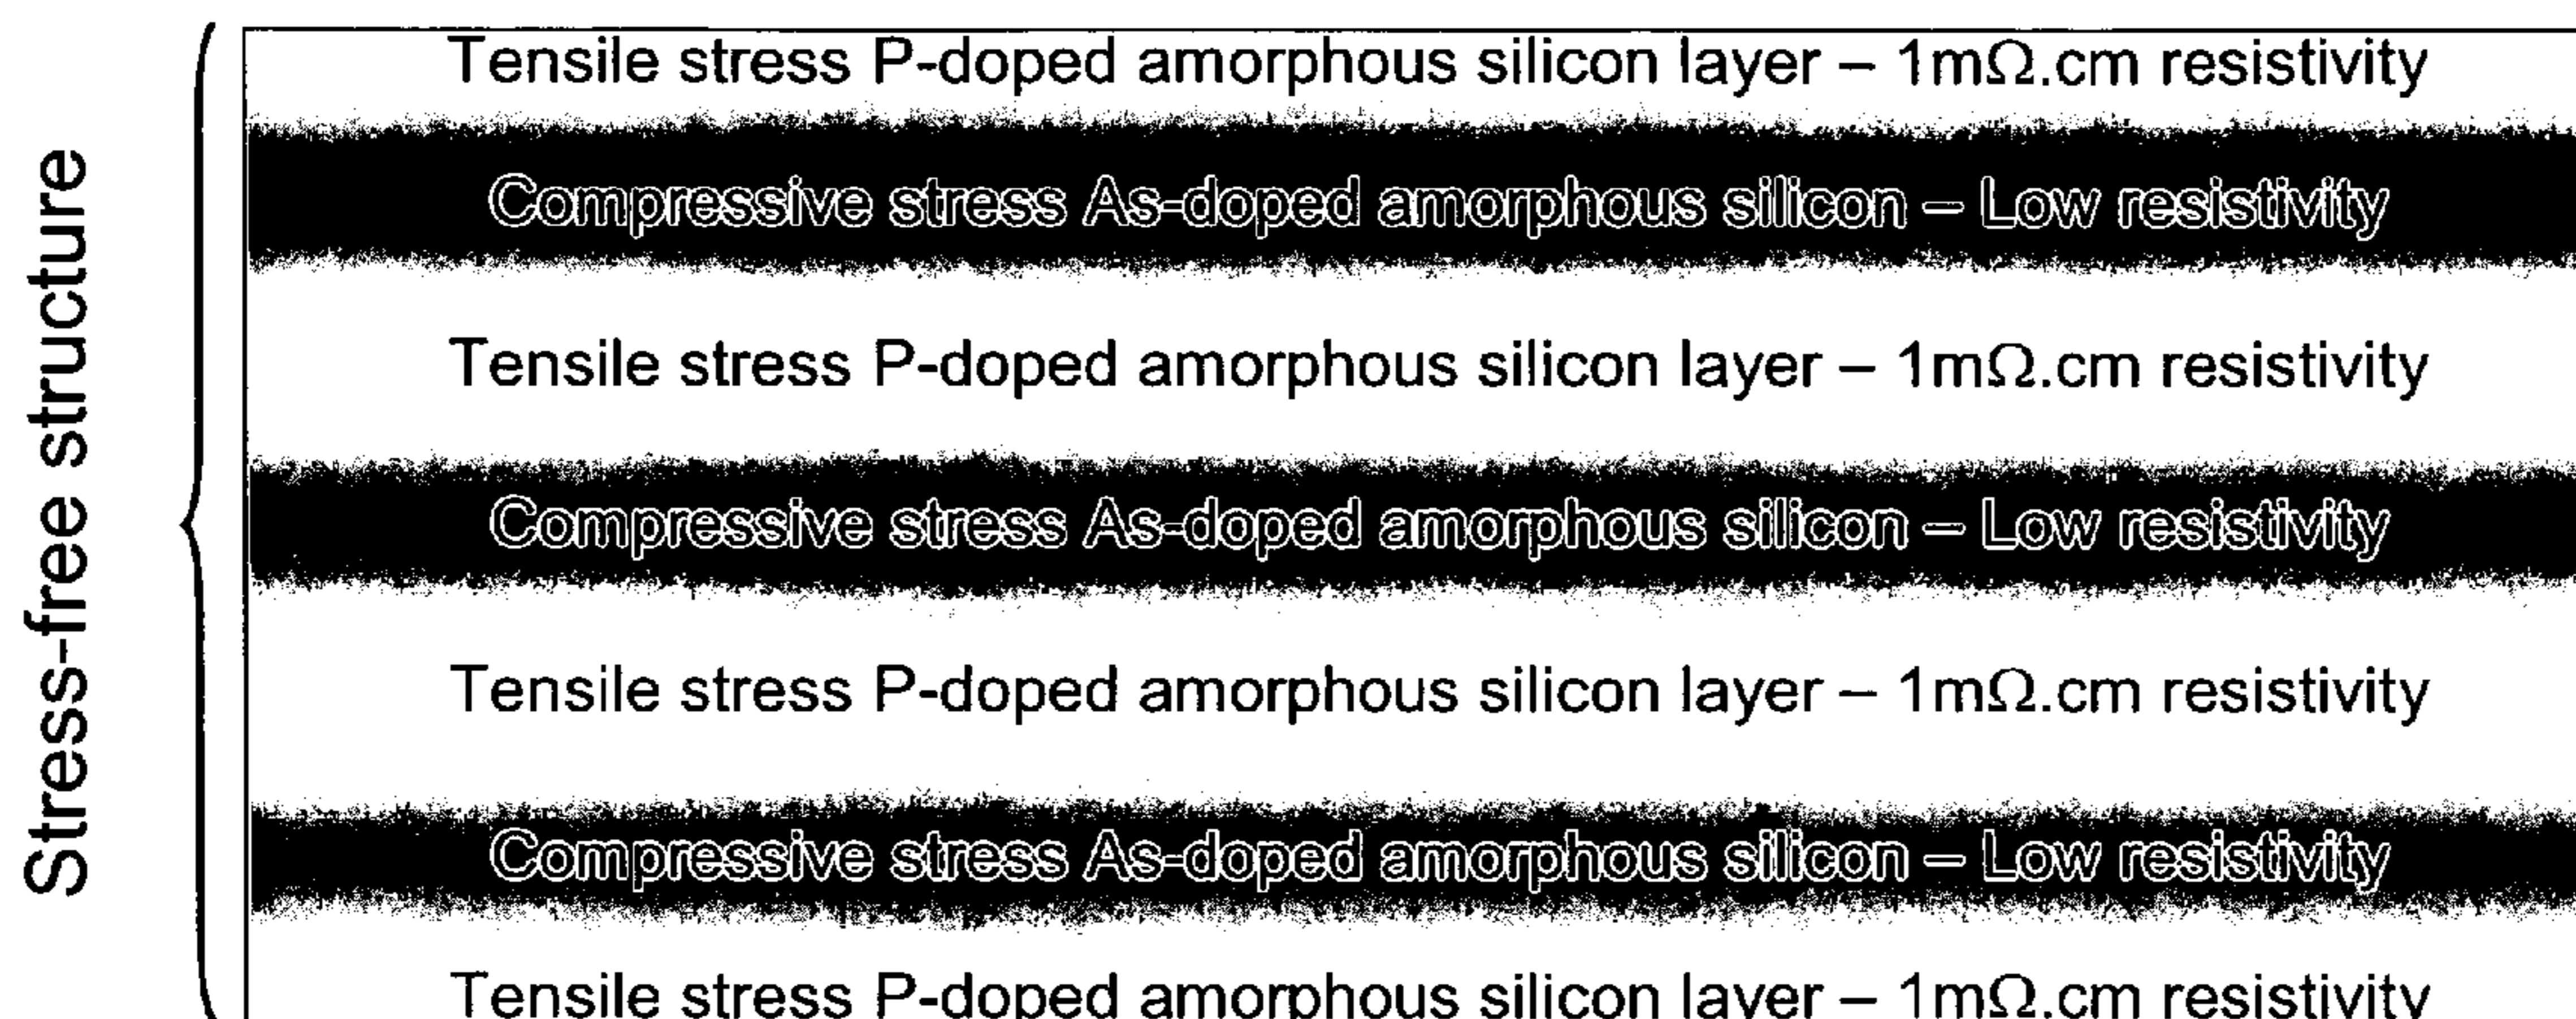 Stress-free structure
Tensile stress P-doped amorphous silicon layer – 1mΩ.cm resistivity
Compressive stress As-doped amorphous silicon – Low resistivity
Tensile stress P-doped amorphous silicon layer – 1mΩ.cm resistivity
Compressive stress As-doped amorphous silicon – Low resistivity
Tensile stress P-doped amorphous silicon layer – 1mΩ.cm resistivity
Compressive stress As-doped amorphous silicon – Low resistivity
Tensile stress P-doped amorphous silicon layer – 1mΩ.cm resistivity